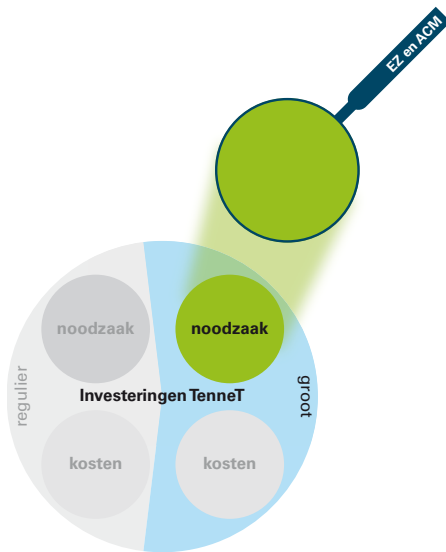 EZ en ACM
noodzaak
noodzaak
regulier
Investeringen TenneT
groot
kosten
kosten